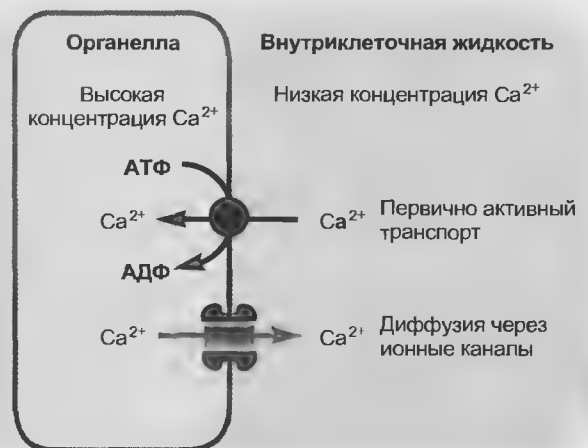 Органелла
Внутриклеточная жидкость
Высокая
концентрация Ca²⁺
Низкая концентрация Ca²⁺
АТФ
Ca²⁺
Ca²⁺
Первично активный
транспорт
АДФ
Ca²⁺
Ca²⁺
Диффузия через
ионные каналы